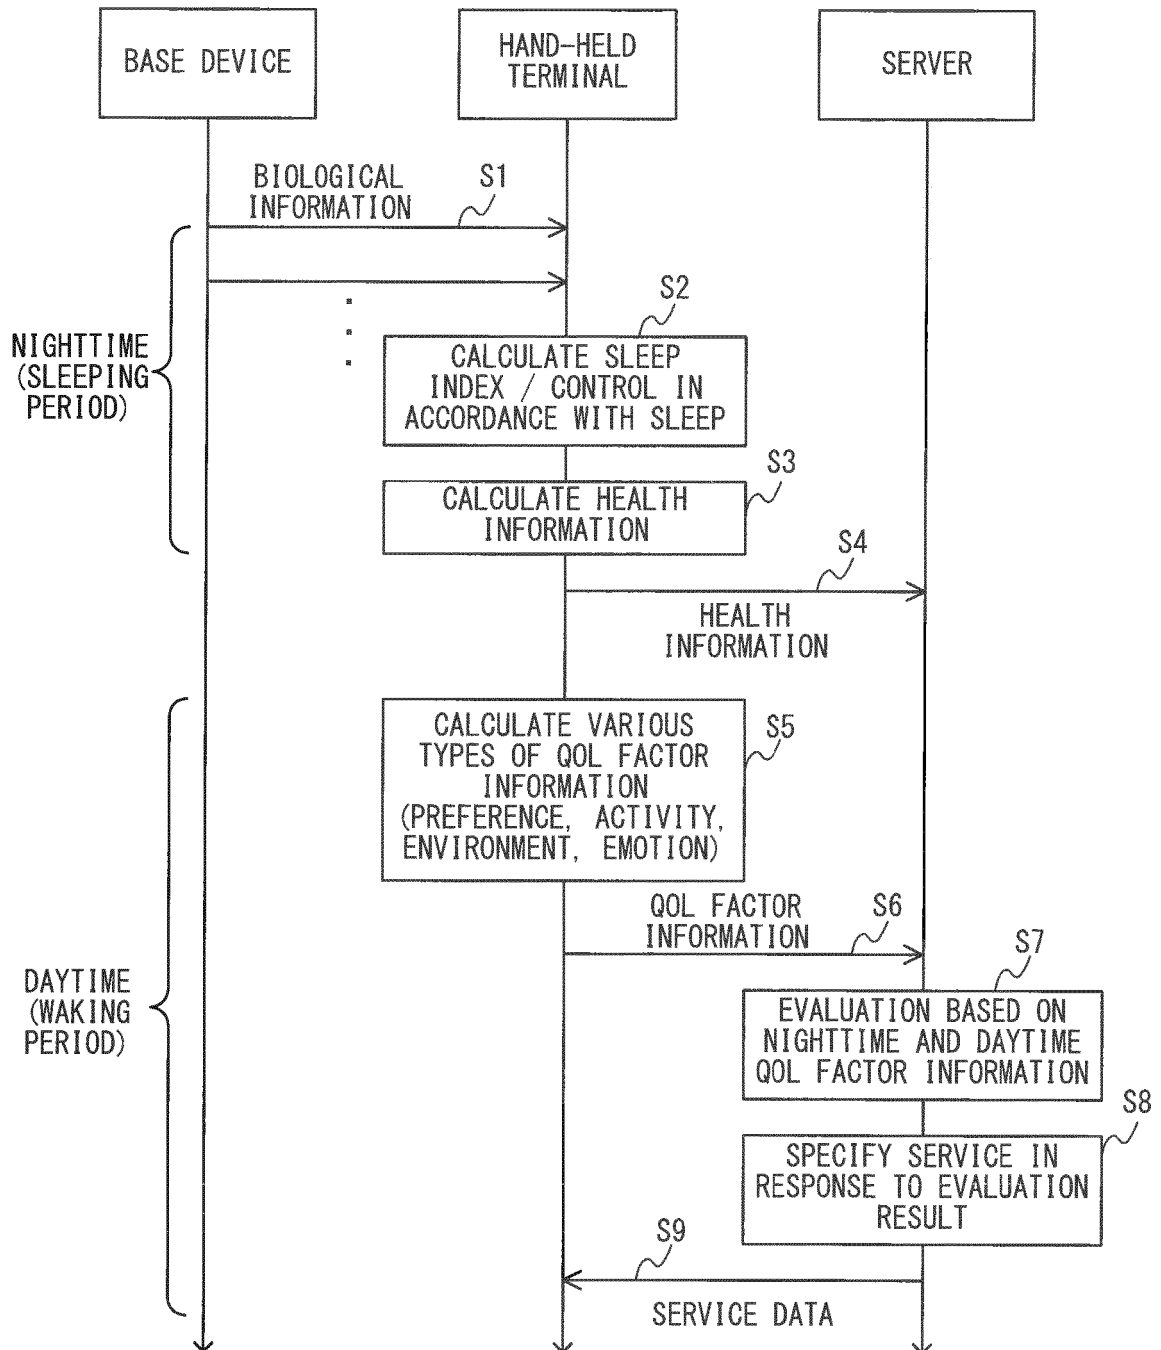 BASE DEVICE
HAND-HELD
TERMINAL
SERVER
BIOLOGICAL
INFORMATION
S1
S2
NIGHTTIME
(SLEEPING
PERIOD)
CALCULATE SLEEP
INDEX / CONTROL IN
ACCORDANCE WITH SLEEP
S3
CALCULATE HEALTH
INFORMATION
S4
HEALTH
INFORMATION
CALCULATE VARIOUS
TYPES OF QOL FACTOR
INFORMATION
(PREFERENCE, ACTIVITY,
ENVIRONMENT, EMOTION)
S5
QOL FACTOR
INFORMATION
S6
S7
DAYTIME
(WAKING
PERIOD)
EVALUATION BASED ON
NIGHTTIME AND DAYTIME
QOL FACTOR INFORMATION
S8
SPECIFY SERVICE IN
RESPONSE TO EVALUATION
RESULT
S9
SERVICE DATA